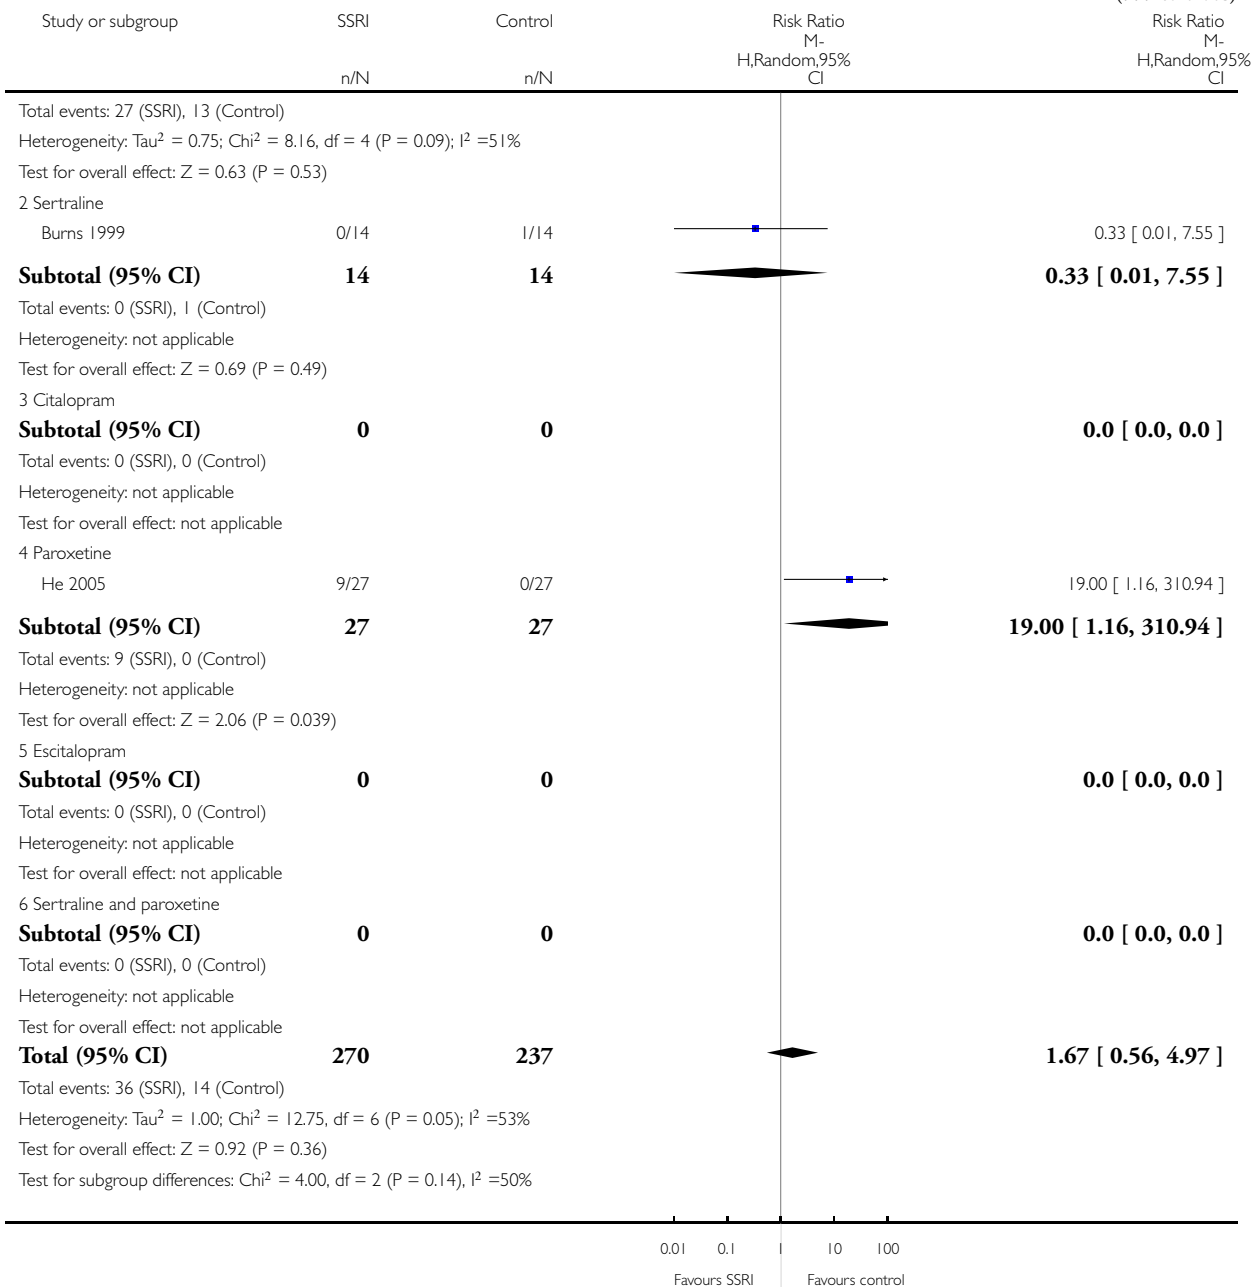 Study or subgroup SSRI Control Risk Ratio Risk Ratio
M- M-
H,Random,95% H,Random,95%
n/N n/N CI CI
Total events: 27 (SSRI), 13 (Control)
Heterogeneity: Tau² = 0.75; Chi² = 8.16, df = 4 (P = 0.09); I² =51%
Test for overall effect: Z = 0.63 (P = 0.53)
2 Sertraline
Burns 1999 0/14 1/14 0.33 [ 0.01, 7.55 ]
Subtotal (95% CI) 14 14 0.33 [ 0.01, 7.55 ]
Total events: 0 (SSRI), 1 (Control)
Heterogeneity: not applicable
Test for overall effect: Z = 0.69 (P = 0.49)
3 Citalopram
Subtotal (95% CI) 0 0 0.0 [ 0.0, 0.0 ]
Total events: 0 (SSRI), 0 (Control)
Heterogeneity: not applicable
Test for overall effect: not applicable
4 Paroxetine
He 2005 9/27 0/27 19.00 [ 1.16, 310.94 ]
Subtotal (95% CI) 27 27 19.00 [ 1.16, 310.94 ]
Total events: 9 (SSRI), 0 (Control)
Heterogeneity: not applicable
Test for overall effect: Z = 2.06 (P = 0.039)
5 Escitalopram
Subtotal (95% CI) 0 0 0.0 [ 0.0, 0.0 ]
Total events: 0 (SSRI), 0 (Control)
Heterogeneity: not applicable
Test for overall effect: not applicable
6 Sertraline and paroxetine
Subtotal (95% CI) 0 0 0.0 [ 0.0, 0.0 ]
Total events: 0 (SSRI), 0 (Control)
Heterogeneity: not applicable
Test for overall effect: not applicable
Total (95% CI) 270 237 1.67 [ 0.56, 4.97 ]
Total events: 36 (SSRI), 14 (Control)
Heterogeneity: Tau² = 1.00; Chi² = 12.75, df = 6 (P = 0.05); I² =53%
Test for overall effect: Z = 0.92 (P = 0.36)
Test for subgroup differences: Chi² = 4.00, df = 2 (P = 0.14), I² =50%
0.01 0.1 1 10 100
Favours SSRI Favours control